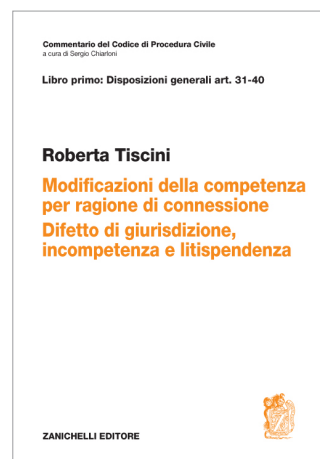 Commentario del Codice di Procedura Civile
a cura di Sergio Chiarloni
Libro primo: Disposizioni generali art. 31-40
Roberta Tiscini
Modificazioni della competenza
per ragione di connessione
Difetto di giurisdizione,
incompetenza e litispendenza
ZANICHELLI EDITORE